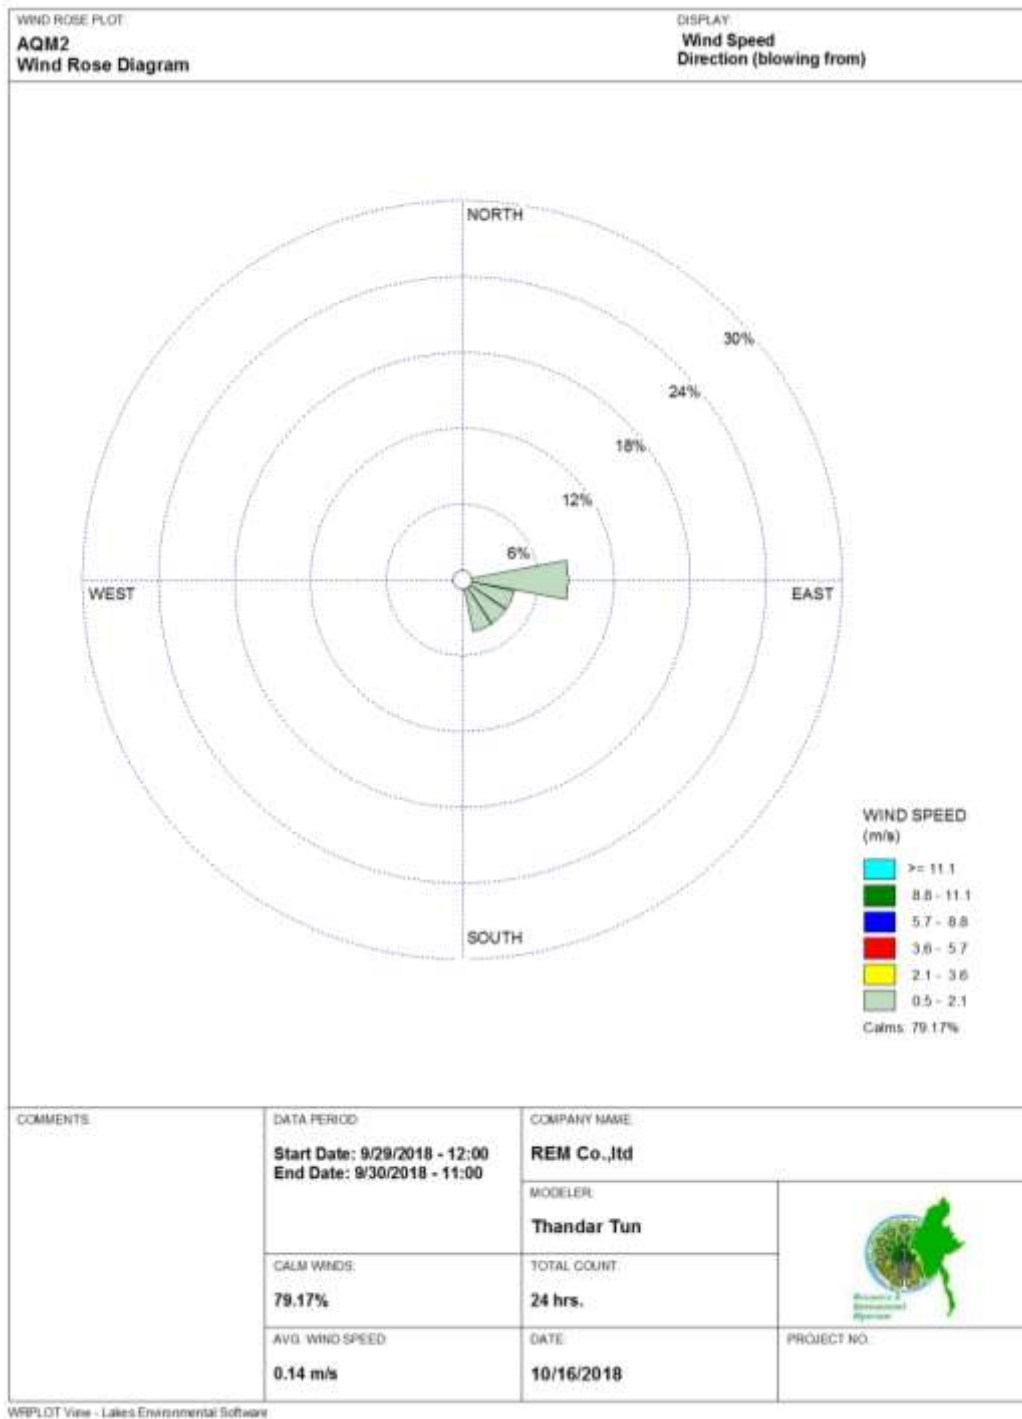 WIND ROSE PLOT:
AQM2
Wind Rose Diagram
DISPLAY:
Wind Speed
Direction (blowing from)
NORTH
30%
24%
18%
12%
6%
WEST
EAST
SOUTH
WIND SPEED
(m/s)
>= 11.1
8.8 - 11.1
5.7 - 8.8
3.6 - 5.7
2.1 - 3.6
0.5 - 2.1
Calms: 79.17%
COMMENTS:
DATA PERIOD:
Start Date: 9/29/2018 - 12:00
End Date: 9/30/2018 - 11:00
COMPANY NAME:
REM Co.,ltd
MODELER:
Thandar Tun
CALM WINDS:
79.17%
TOTAL COUNT:
24 hrs.
AVG. WIND SPEED:
0.14 m/s
DATE:
10/16/2018
PROJECT NO.:
Resource &
Environment
Myanmar
WRPLOT View - Lakes Environmental Software